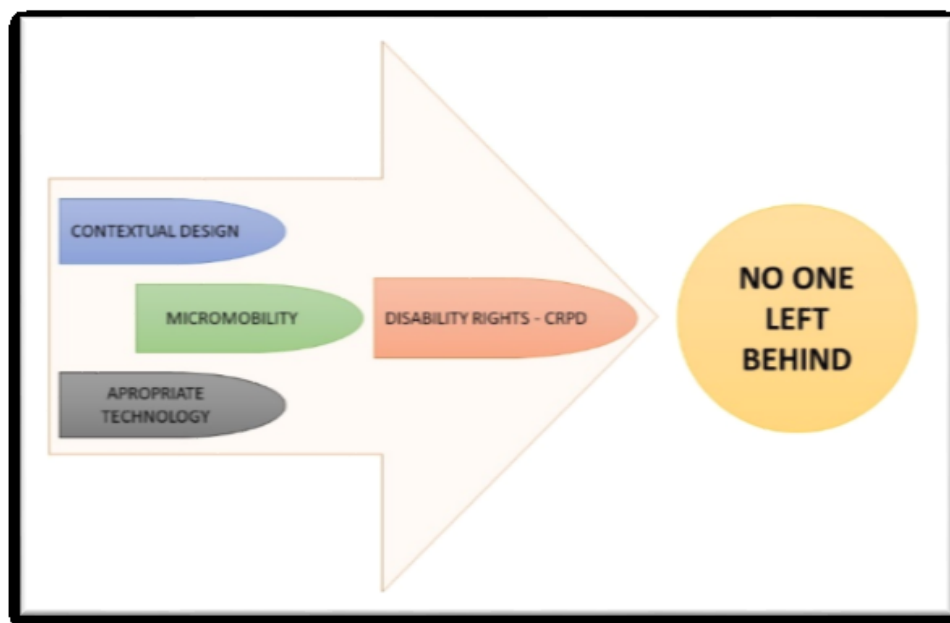 CONTEXTUAL DESIGN
MICROMOBILITY
APROPRIATE
TECHNOLOGY
DISABILITY RIGHTS - CRPD
NO ONE
LEFT
BEHIND